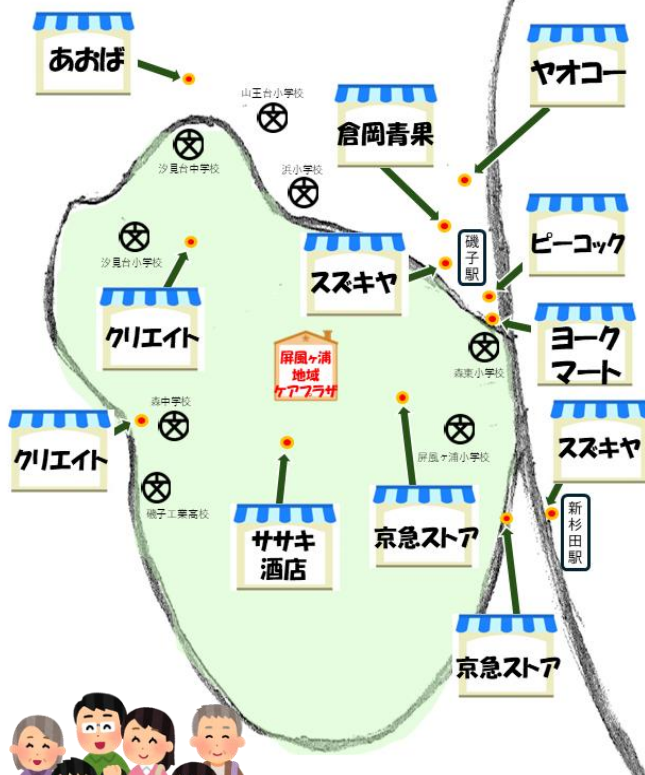 あおば
ヤオコー
山王台小学校
倉岡青果
汐見台中学校
浜小学校
ピーコック
磯子駅
汐見台小学校
スズキヤ
クリエイト
ヨーク
マート
屏風ヶ浦
地域
ケアプラザ
森東小学校
森中学校
クリエイト
スズキヤ
屏風ヶ浦小学校
磯子工業高校
新杉田駅
ササキ
酒店
京急ストア
京急ストア